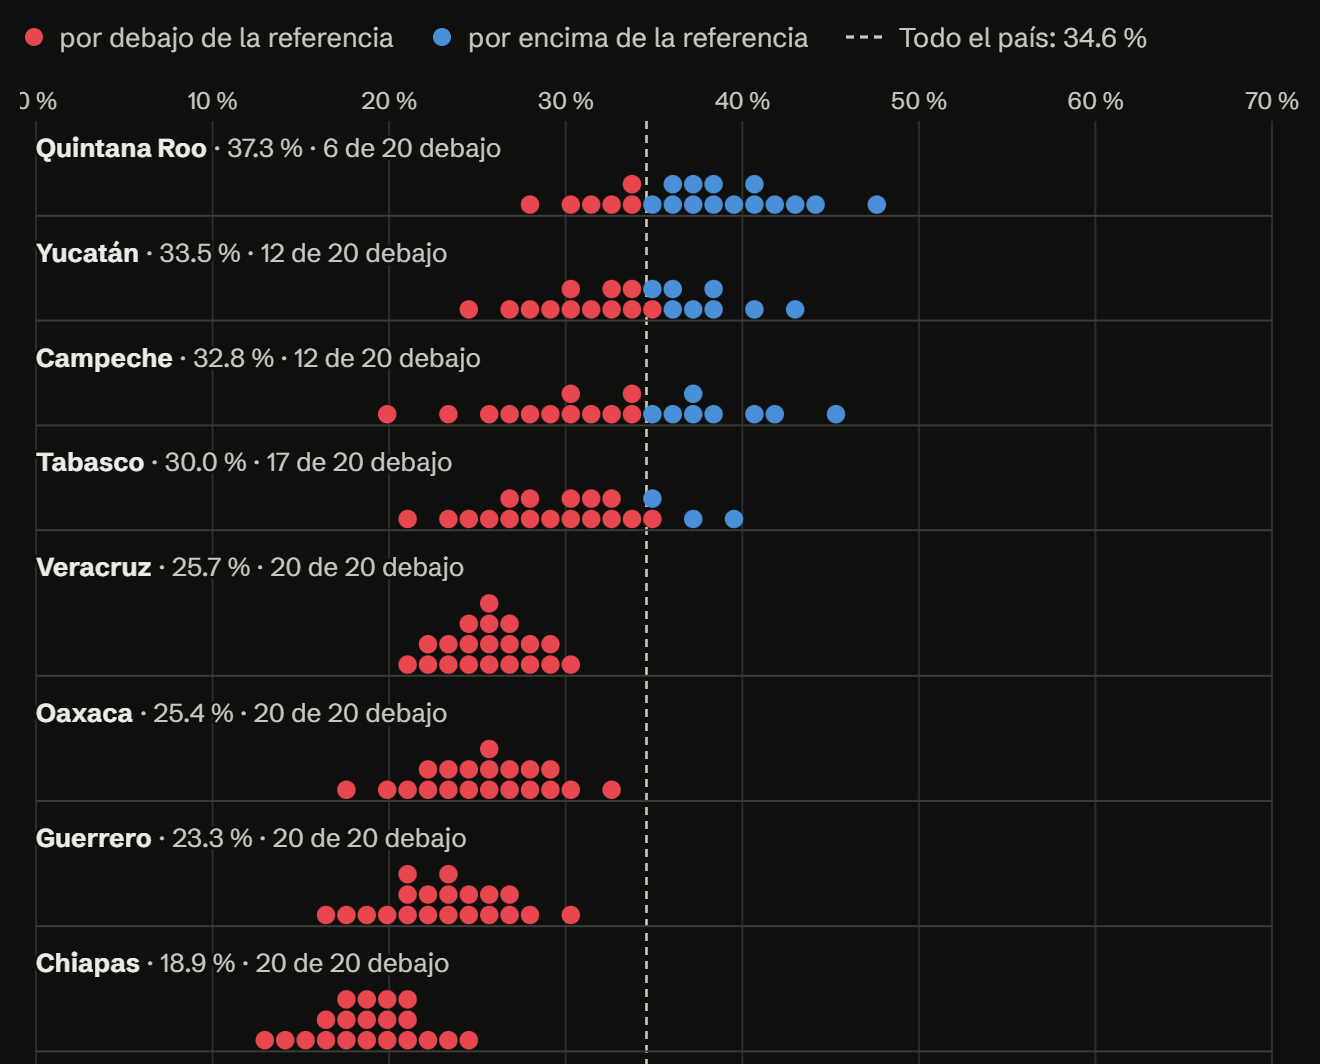 por debajo de la referencia por encima de la referencia Todo el país: 34.6 %
0 % 10 % 20 % 30 % 40 % 50 % 60 % 70 %
Quintana Roo · 37.3 % · 6 de 20 debajo
Yucatán · 33.5 % · 12 de 20 debajo
Campeche · 32.8 % · 12 de 20 debajo
Tabasco · 30.0 % · 17 de 20 debajo
Veracruz · 25.7 % · 20 de 20 debajo
Oaxaca · 25.4 % · 20 de 20 debajo
Guerrero · 23.3 % · 20 de 20 debajo
Chiapas · 18.9 % · 20 de 20 debajo